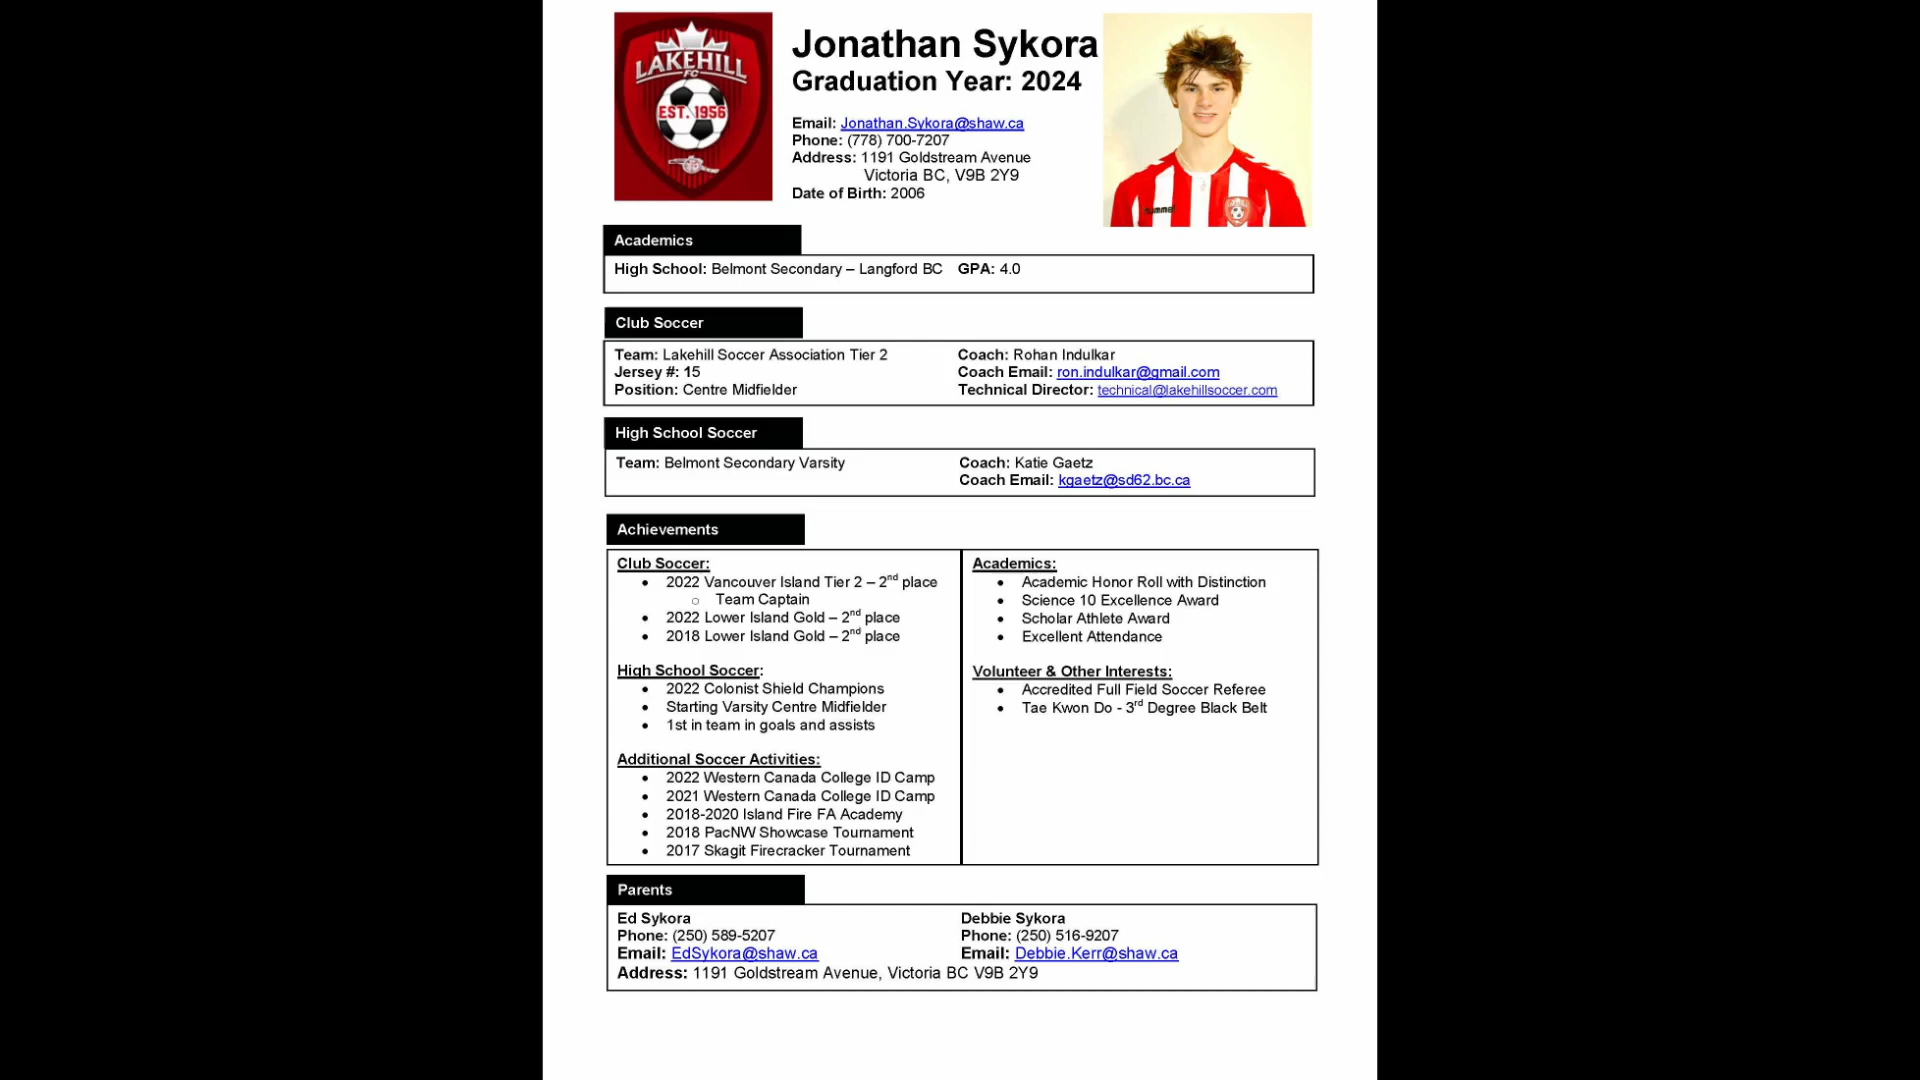 LAKEHILL
FC
EST. 1956
Jonathan Sykora
Graduation Year: 2024
Email: Jonathan.Sykora@shaw.ca
Phone: (778) 700-7207
Address: 1191 Goldstream Avenue
Victoria BC, V9B 2Y9
Date of Birth: 2006
hummel
Academics
High School: Belmont Secondary – Langford BC GPA: 4.0
Club Soccer
Team: Lakehill Soccer Association Tier 2
Jersey #: 15
Position: Centre Midfielder
Coach: Rohan Indulkar
Coach Email: ron.indulkar@gmail.com
Technical Director: technical@lakehillsoccer.com
High School Soccer
Team: Belmont Secondary Varsity
Coach: Katie Gaetz
Coach Email: kgaetz@sd62.bc.ca
Achievements
Club Soccer:
• 2022 Vancouver Island Tier 2 – 2nd place
○ Team Captain
• 2022 Lower Island Gold – 2nd place
• 2018 Lower Island Gold – 2nd place
High School Soccer:
• 2022 Colonist Shield Champions
• Starting Varsity Centre Midfielder
• 1st in team in goals and assists
Additional Soccer Activities:
• 2022 Western Canada College ID Camp
• 2021 Western Canada College ID Camp
• 2018-2020 Island Fire FA Academy
• 2018 PacNW Showcase Tournament
• 2017 Skagit Firecracker Tournament
Academics:
• Academic Honor Roll with Distinction
• Science 10 Excellence Award
• Scholar Athlete Award
• Excellent Attendance
Volunteer & Other Interests:
• Accredited Full Field Soccer Referee
• Tae Kwon Do - 3rd Degree Black Belt
Parents
Ed Sykora
Phone: (250) 589-5207
Email: EdSykora@shaw.ca
Debbie Sykora
Phone: (250) 516-9207
Email: Debbie.Kerr@shaw.ca
Address: 1191 Goldstream Avenue, Victoria BC V9B 2Y9